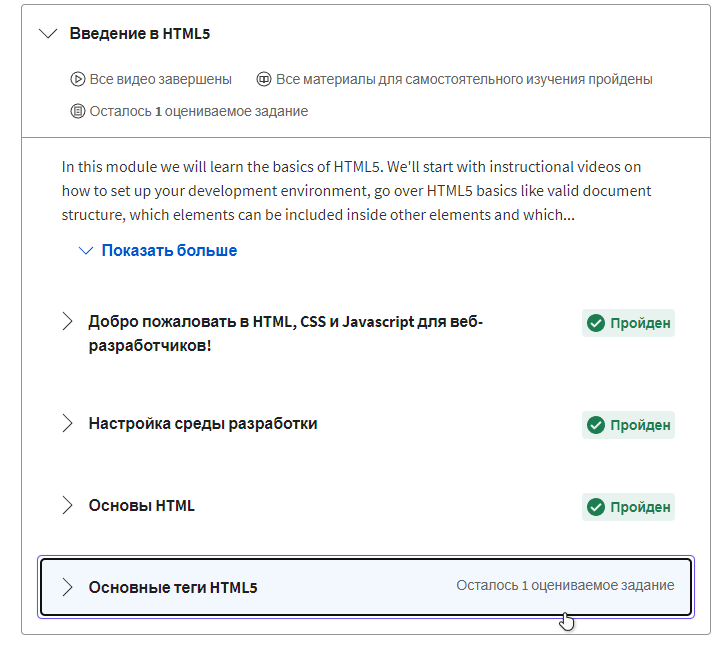 Введение в HTML5
Все видео завершены Все материалы для самостоятельного изучения пройдены
Осталось 1 оцениваемое задание
In this module we will learn the basics of HTML5. We'll start with instructional videos on
how to set up your development environment, go over HTML5 basics like valid document
structure, which elements can be included inside other elements and which...
Показать больше
Добро пожаловать в HTML, CSS и Javascript для веб-
разработчиков!
Пройден
Настройка среды разработки
Пройден
Основы HTML
Пройден
Основные теги HTML5
Осталось 1 оцениваемое задание